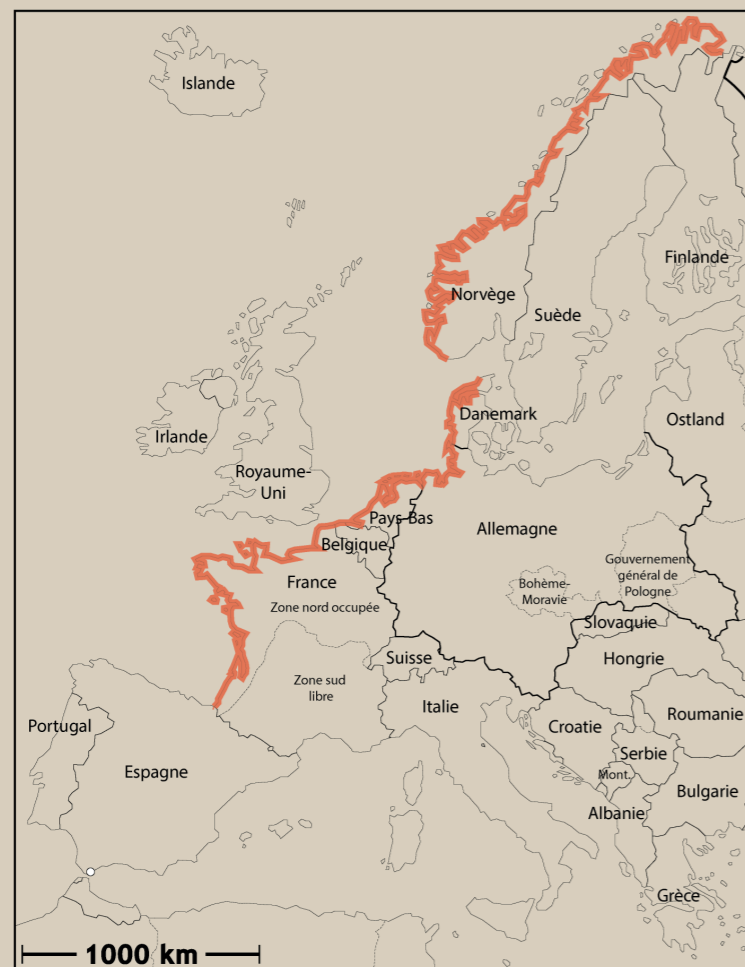 Islande
Finlande
Norvège
Suède
Danemark
Ostland
Irlande
Royaume-
Uni
Pays-Bas
Allemagne
Belgique
Gouvernement
général de
Pologne
Bohème-
Moravie
France
Zone nord occupée
Slovaquie
Suisse
Hongrie
Zone sud
libre
Italie
Roumanie
Portugal
Croatie
Serbie
Espagne
Mont.
Bulgarie
Albanie
Grèce
1000 km